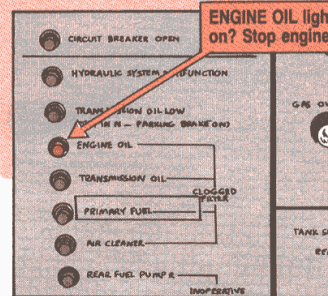 ENGINE OIL light
on? Stop engine
CIRCUIT BREAKER OPEN
HYDRAULIC SYSTEM MALFUNCTION
TRANSMISSION OIL LOW
IN N — PARKING BRAKE ON)
ENGINE OIL
TRANSMISSION OIL
CLOGGED
FILTER
PRIMARY FUEL
AIR CLEANER
REAR FUEL PUMP R
INOPERATIVE
GAS
TANK